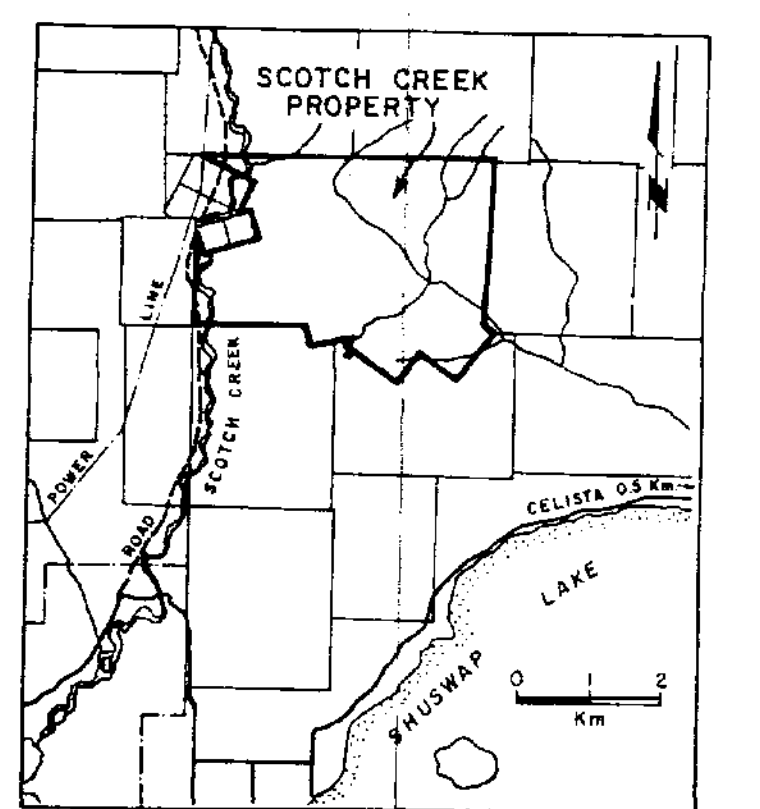 SCOTCH CREEK
PROPERTY
LINE
SCOTCH CREEK
POWER
ROAD
CELISTA 0.5 Km
LAKE
SHUSWAP
0 1 2
Km